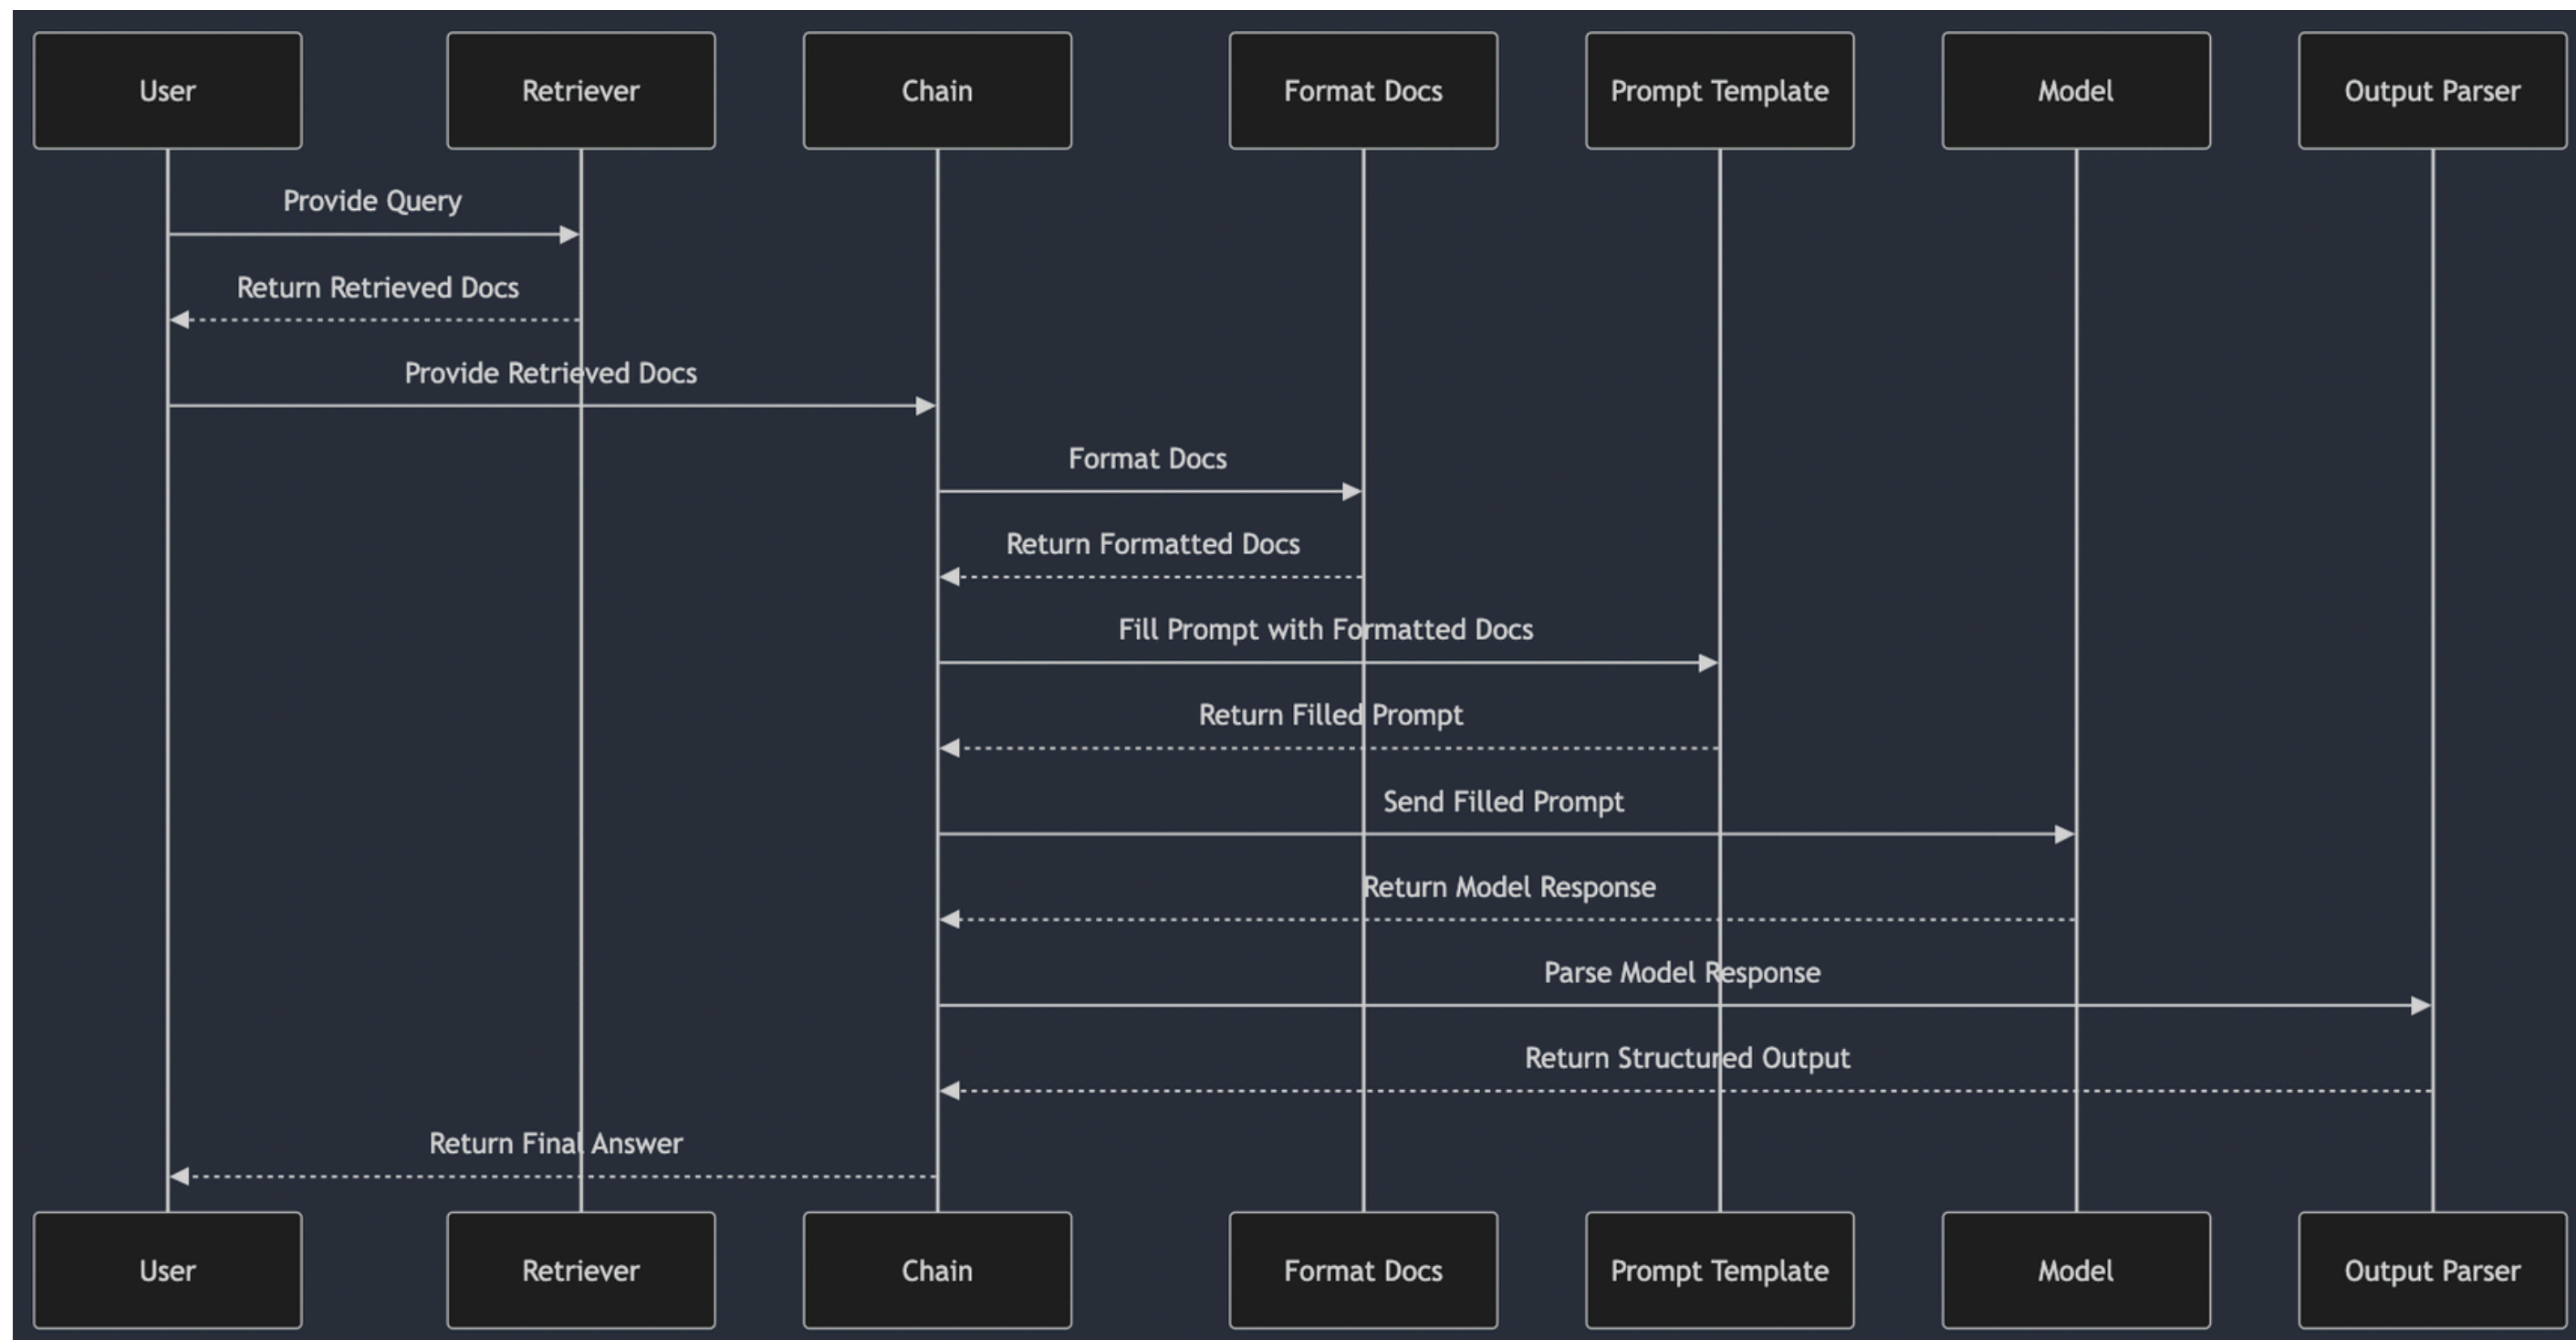 User
Retriever
Chain
Format Docs
Prompt Template
Model
Output Parser
Provide Query
Return Retrieved Docs
Provide Retrieved Docs
Format Docs
Return Formatted Docs
Fill Prompt with Formatted Docs
Return Filled Prompt
Send Filled Prompt
Return Model Response
Parse Model Response
Return Structured Output
Return Final Answer
User
Retriever
Chain
Format Docs
Prompt Template
Model
Output Parser